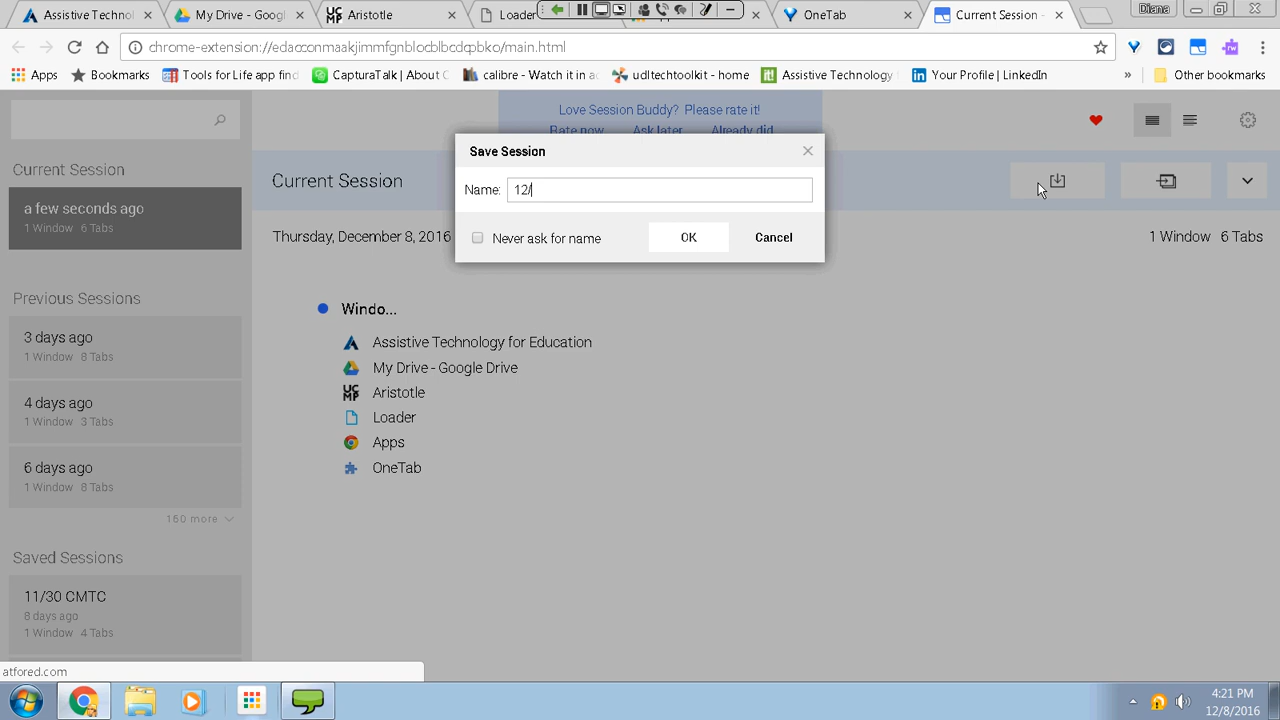 Assistive Technol
My Drive - Googl
UC MP Aristotle
Loader
OneTab
Current Session -
Diana
chrome-extension://
/main.html
Apps
Bookmarks
Tools for Life app find
CapturaTalk | About C
calibre - Watch it in a
udltechtoolkit - home
it! Assistive Technology
Your Profile | LinkedIn
»
Other bookmarks
Love Session Buddy? Please rate it!
Rate now Ask later Already did
Save Session
Name: 12/
Never ask for name
OK
Cancel
Current Session
a few seconds ago
1 Window 6 Tabs
Previous Sessions
3 days ago
1 Window 8 Tabs
4 days ago
1 Window 3 Tabs
6 days ago
1 Window 8 Tabs
160 more
Saved Sessions
11/30 CMTC
8 days ago
1 Window 4 Tabs
Current Session
Thursday, December 8, 2016
1 Window 6 Tabs
Windo...
Assistive Technology for Education
My Drive - Google Drive
UC MP Aristotle
Loader
Apps
OneTab
atfored.com
4:21 PM
12/8/2016